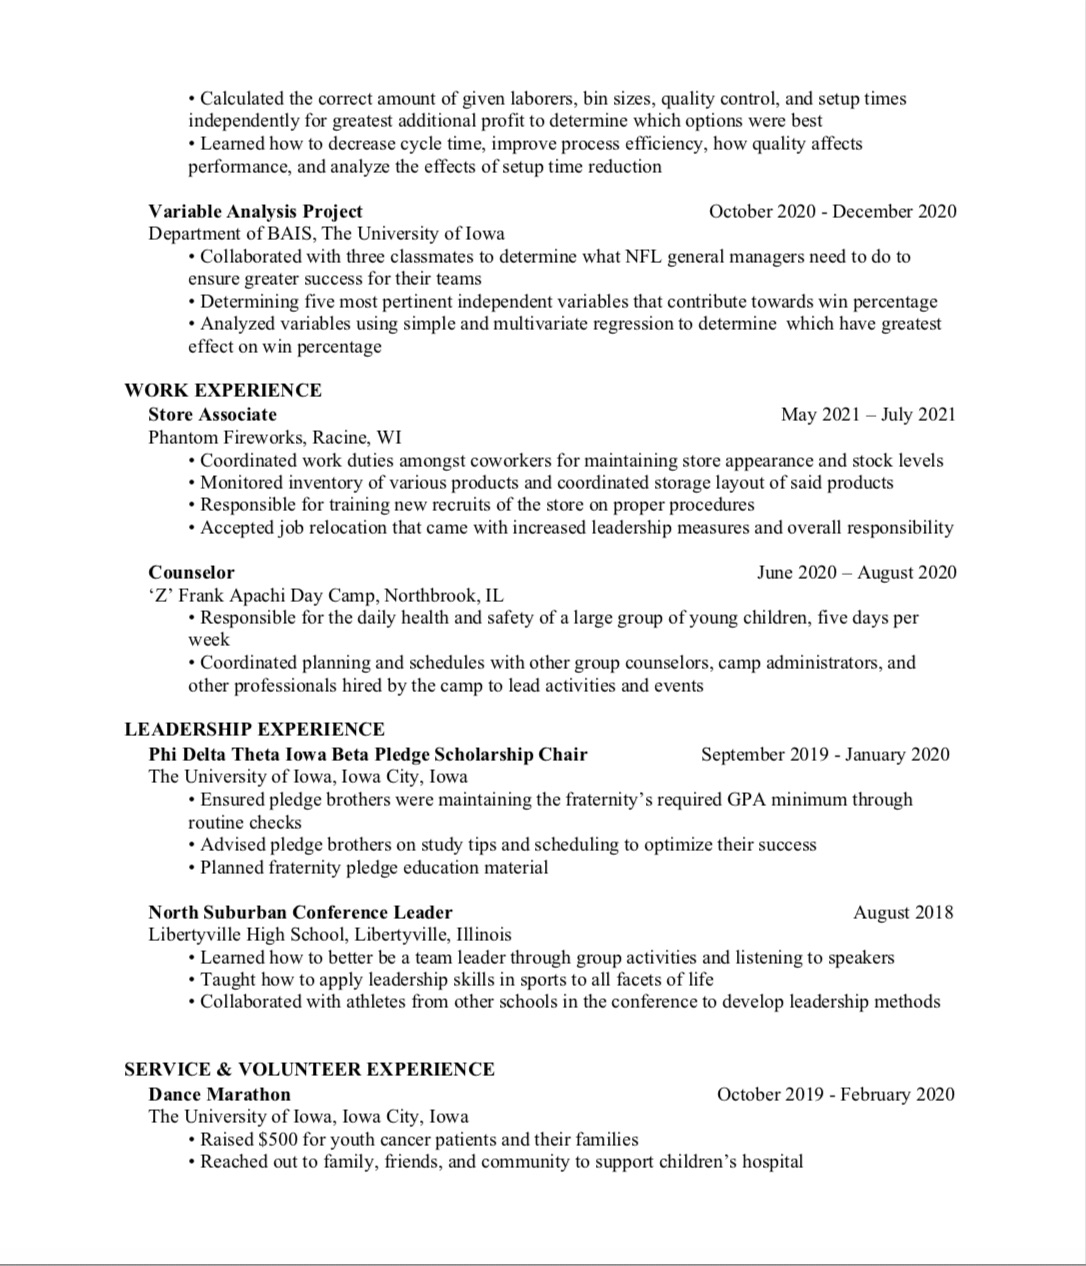 • Calculated the correct amount of given laborers, bin sizes, quality control, and setup times
independently for greatest additional profit to determine which options were best
• Learned how to decrease cycle time, improve process efficiency, how quality affects
performance, and analyze the effects of setup time reduction
Variable Analysis Project October 2020 - December 2020
Department of BAIS, The University of Iowa
• Collaborated with three classmates to determine what NFL general managers need to do to
ensure greater success for their teams
• Determining five most pertinent independent variables that contribute towards win percentage
• Analyzed variables using simple and multivariate regression to determine which have greatest
effect on win percentage
WORK EXPERIENCE
Store Associate May 2021 – July 2021
Phantom Fireworks, Racine, WI
• Coordinated work duties amongst coworkers for maintaining store appearance and stock levels
• Monitored inventory of various products and coordinated storage layout of said products
• Responsible for training new recruits of the store on proper procedures
• Accepted job relocation that came with increased leadership measures and overall responsibility
Counselor June 2020 – August 2020
‘Z’ Frank Apachi Day Camp, Northbrook, IL
• Responsible for the daily health and safety of a large group of young children, five days per
week
• Coordinated planning and schedules with other group counselors, camp administrators, and
other professionals hired by the camp to lead activities and events
LEADERSHIP EXPERIENCE
Phi Delta Theta Iowa Beta Pledge Scholarship Chair September 2019 - January 2020
The University of Iowa, Iowa City, Iowa
• Ensured pledge brothers were maintaining the fraternity’s required GPA minimum through
routine checks
• Advised pledge brothers on study tips and scheduling to optimize their success
• Planned fraternity pledge education material
North Suburban Conference Leader August 2018
Libertyville High School, Libertyville, Illinois
• Learned how to better be a team leader through group activities and listening to speakers
• Taught how to apply leadership skills in sports to all facets of life
• Collaborated with athletes from other schools in the conference to develop leadership methods
SERVICE & VOLUNTEER EXPERIENCE
Dance Marathon October 2019 - February 2020
The University of Iowa, Iowa City, Iowa
• Raised $500 for youth cancer patients and their families
• Reached out to family, friends, and community to support children’s hospital